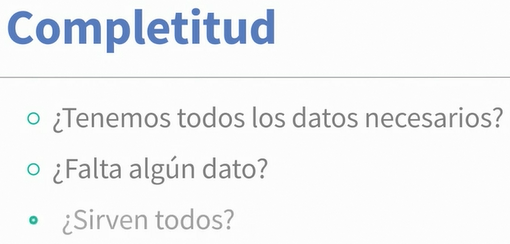 Completitud
¿Tenemos todos los datos necesarios?
¿Falta algún dato?
¿Sirven todos?